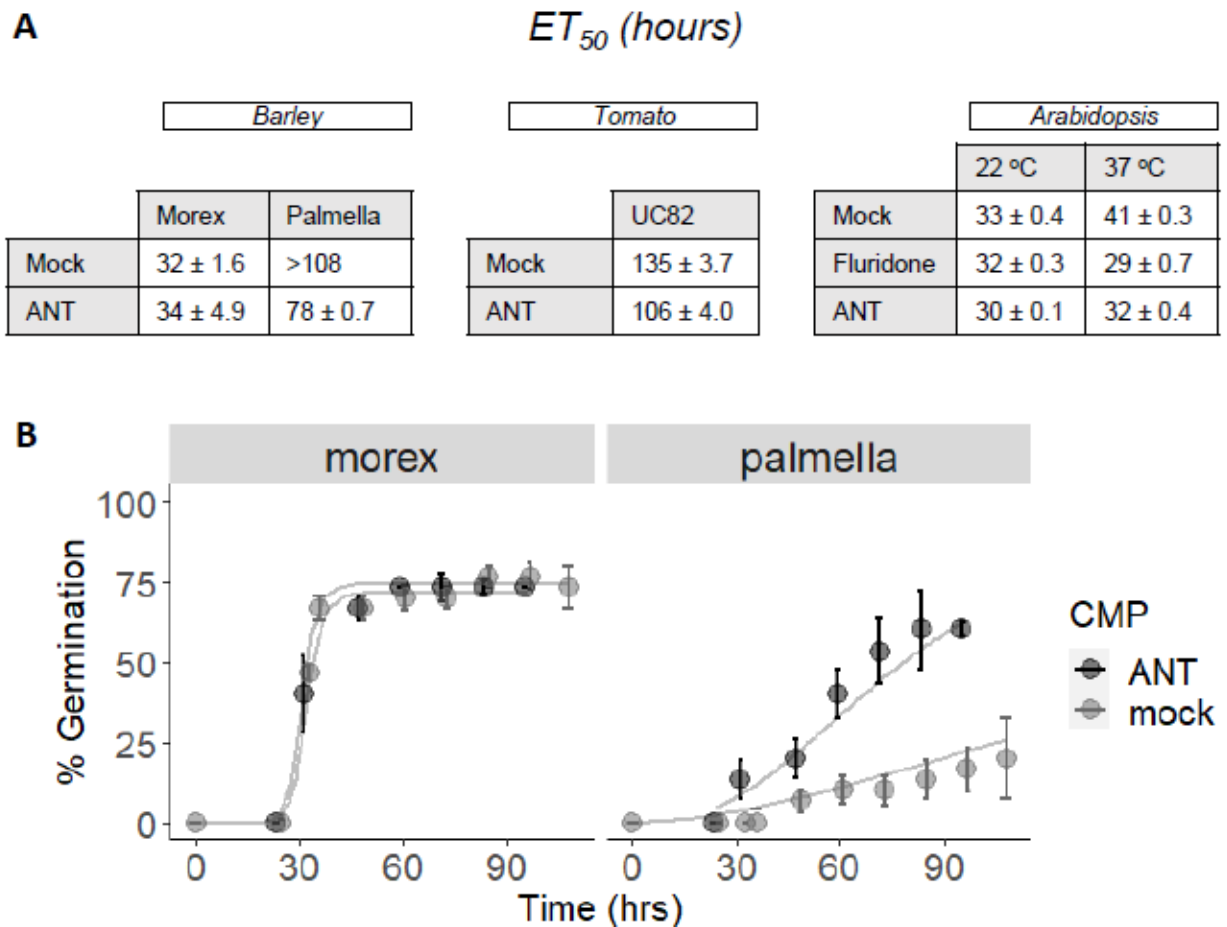 A
ET50 (hours)
Barley
Morex Palmella
Mock 32 ± 1.6 >108
ANT 34 ± 4.9 78 ± 0.7
Tomato
UC82
Mock 135 ± 3.7
ANT 106 ± 4.0
Arabidopsis
22 ºC 37 ºC
Mock 33 ± 0.4 41 ± 0.3
Fluridone 32 ± 0.3 29 ± 0.7
ANT 30 ± 0.1 32 ± 0.4
B
morex palmella
% Germination
100
75
50
25
0
0 30 60 90 0 30 60 90
Time (hrs)
CMP
ANT
mock